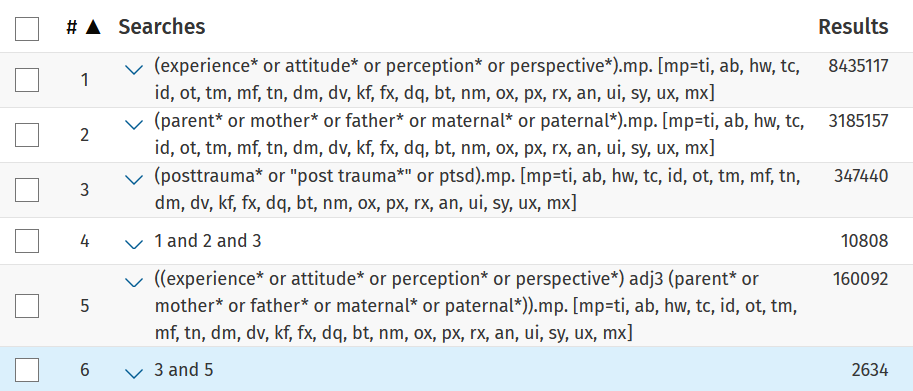 # ▲ Searches Results
1 (experience* or attitude* or perception* or perspective*).mp. [mp=ti, ab, hw, tc, 8435117
id, ot, tm, mf, tn, dm, dv, kf, fx, dq, bt, nm, ox, px, rx, an, ui, sy, ux, mx]
2 (parent* or mother* or father* or maternal* or paternal*).mp. [mp=ti, ab, hw, tc, 3185157
id, ot, tm, mf, tn, dm, dv, kf, fx, dq, bt, nm, ox, px, rx, an, ui, sy, ux, mx]
3 (posttrauma* or "post trauma*" or ptsd).mp. [mp=ti, ab, hw, tc, id, ot, tm, mf, tn, 347440
dm, dv, kf, fx, dq, bt, nm, ox, px, rx, an, ui, sy, ux, mx]
4 1 and 2 and 3 10808
5 ((experience* or attitude* or perception* or perspective*) adj3 (parent* or 160092
mother* or father* or maternal* or paternal*)).mp. [mp=ti, ab, hw, tc, id, ot, tm,
mf, tn, dm, dv, kf, fx, dq, bt, nm, ox, px, rx, an, ui, sy, ux, mx]
6 3 and 5 2634